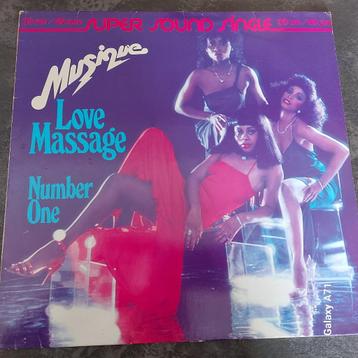 SUPER SOUND SINGLE
Musique
Love
Massage
Number
One
Galaxy A71